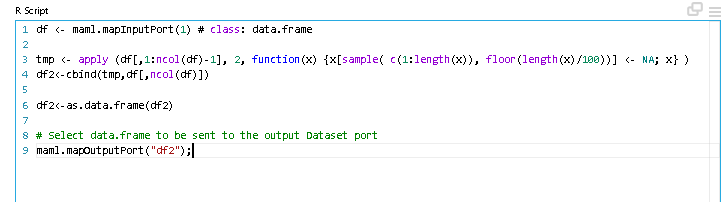 R Script
1 df <- maml.mapInputPort(1) # class: data.frame
2
3 tmp <- apply (df[,1:ncol(df)-1], 2, function(x) {x[sample( c(1:length(x)), floor(length(x)/100))] <- NA; x} )
4 df2<-cbind(tmp,df[,ncol(df)])
5
6 df2<-as.data.frame(df2)
7
8 # Select data.frame to be sent to the output Dataset port
9 maml.mapOutputPort("df2");